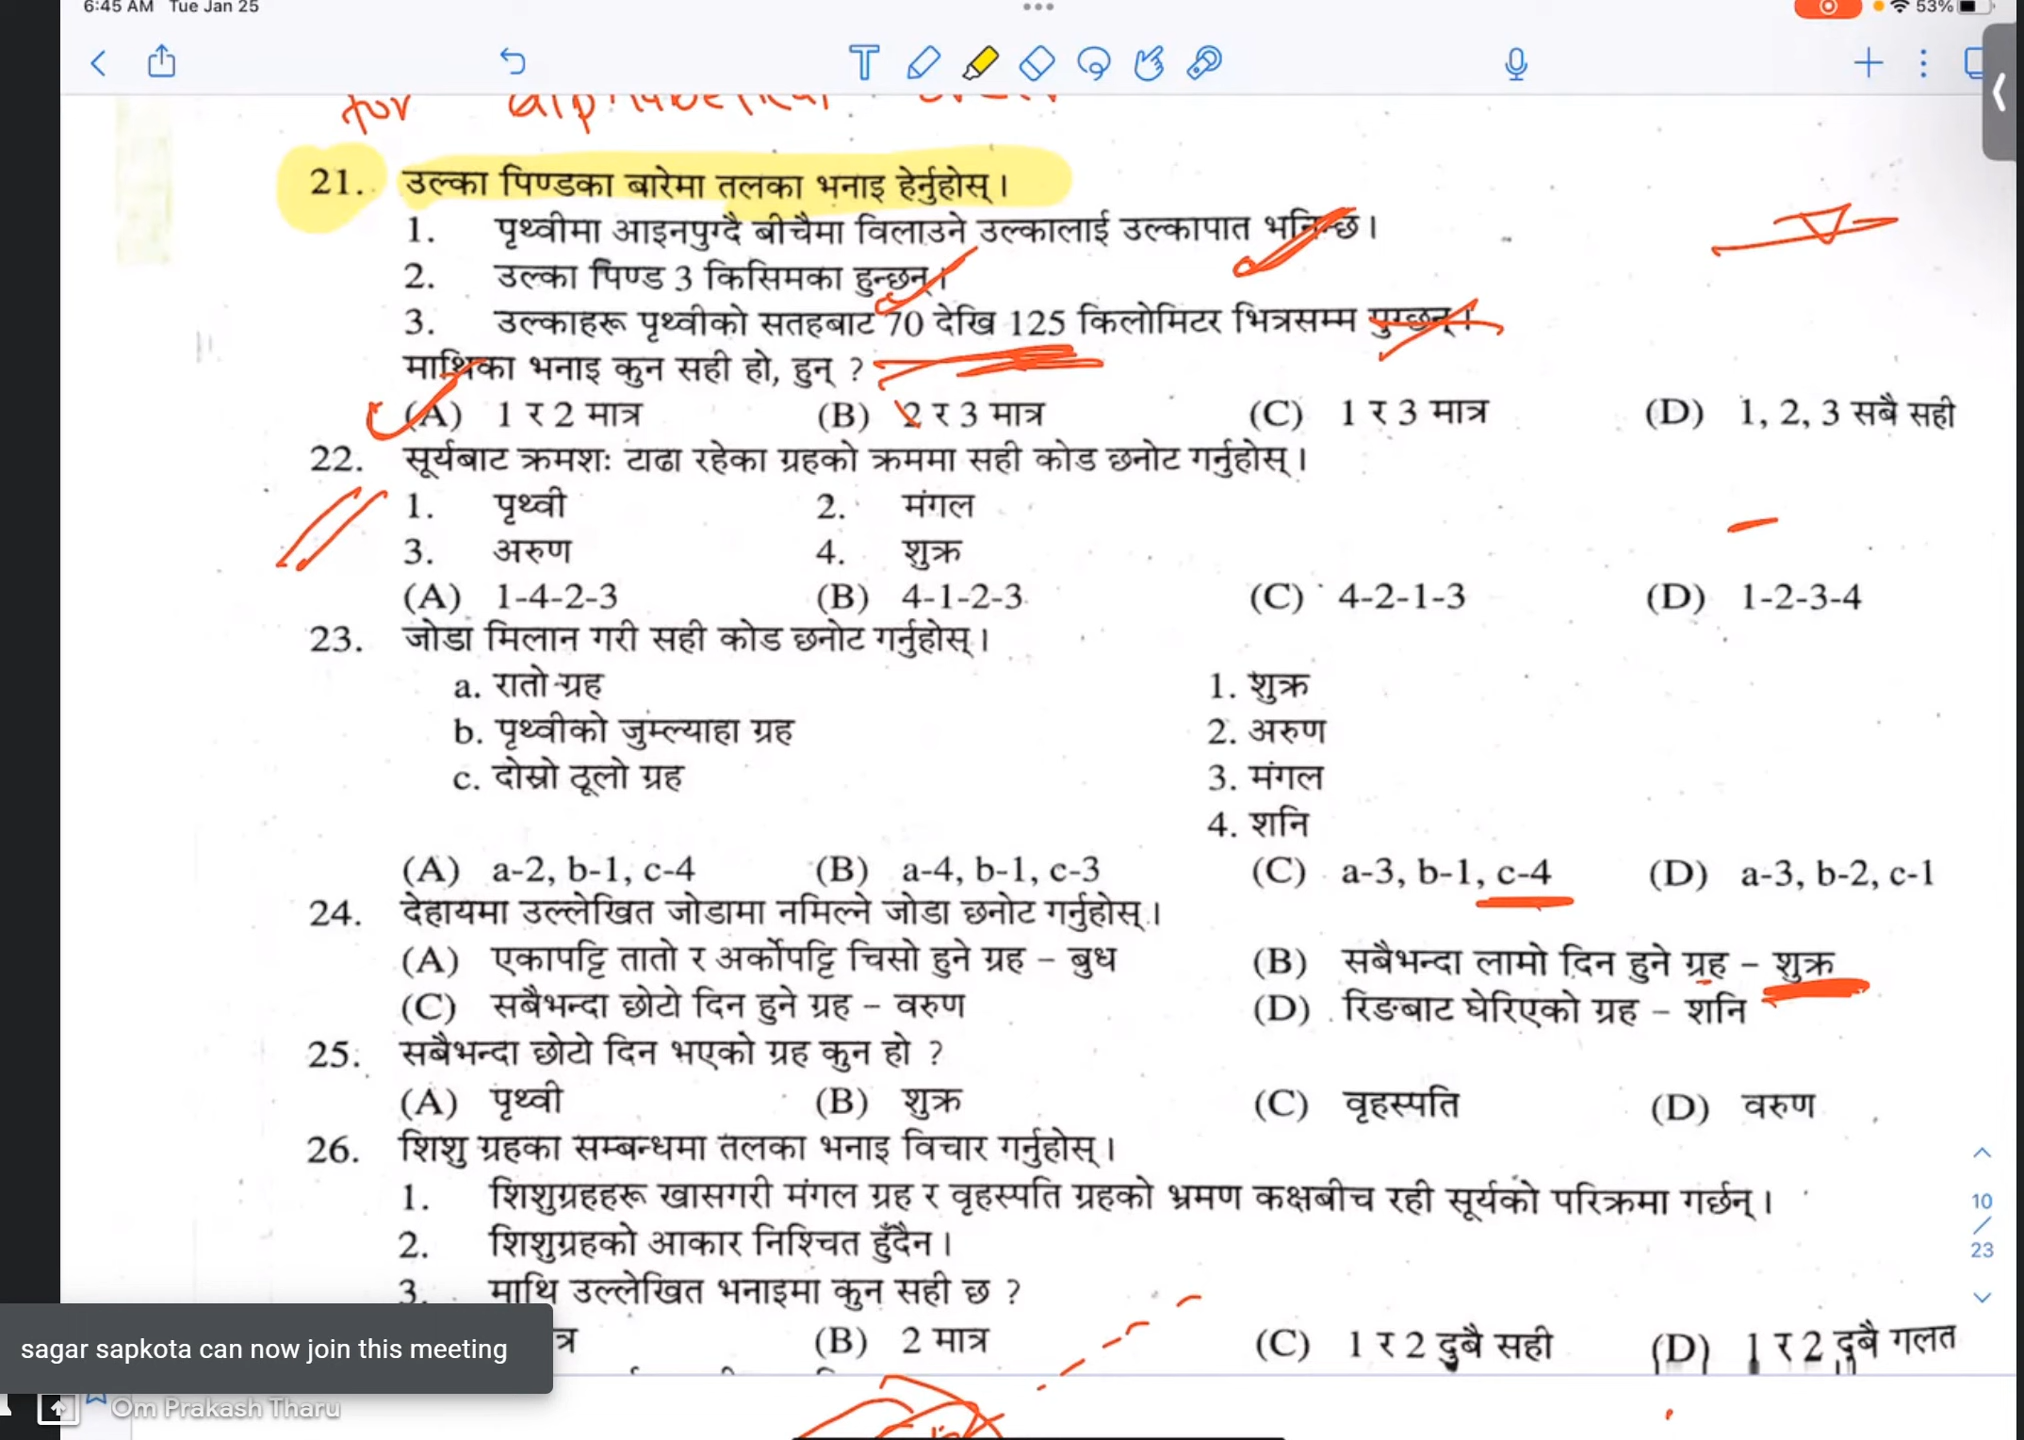 6:45 AM Tue Jan 25
53%
for alphabetical
21. उल्का पिण्डका बारेमा तलका भनाइ हेर्नुहोस् ।
1. पृथ्वीमा आइनपुग्दै बीचैमा विलाउने उल्कालाई उल्कापात भनिन्छ ।
2. उल्का पिण्ड 3 किसिमका हुन्छन् ।
3. उल्काहरू पृथ्वीको सतहबाट 70 देखि 125 किलोमिटर भित्रसम्म पुग्छन् ।
माथिका भनाइ कुन सही हो, हुन् ?
(A) 1 र 2 मात्र (B) 2 र 3 मात्र (C) 1 र 3 मात्र (D) 1, 2, 3 सबै सही
22. सूर्यबाट क्रमशः टाढा रहेका ग्रहको क्रममा सही कोड छनोट गर्नुहोस् ।
1. पृथ्वी 2. मंगल
3. अरुण 4. शुक्र
(A) 1-4-2-3 (B) 4-1-2-3 (C) 4-2-1-3 (D) 1-2-3-4
23. जोडा मिलान गरी सही कोड छनोट गर्नुहोस् ।
a. रातो ग्रह 1. शुक्र
b. पृथ्वीको जुम्ल्याहा ग्रह 2. अरुण
c. दोस्रो ठूलो ग्रह 3. मंगल
4. शनि
(A) a-2, b-1, c-4 (B) a-4, b-1, c-3 (C) a-3, b-1, c-4 (D) a-3, b-2, c-1
24. देहायमा उल्लेखित जोडामा नमिल्ने जोडा छनोट गर्नुहोस् ।
(A) एकापट्टि तातो र अर्कोपट्टि चिसो हुने ग्रह – बुध (B) सबैभन्दा लामो दिन हुने ग्रह – शुक्र
(C) सबैभन्दा छोटो दिन हुने ग्रह – वरुण (D) रिङबाट घेरिएको ग्रह – शनि
25. सबैभन्दा छोटो दिन भएको ग्रह कुन हो ?
(A) पृथ्वी (B) शुक्र (C) वृहस्पति (D) वरुण
26. शिशु ग्रहका सम्बन्धमा तलका भनाइ विचार गर्नुहोस् ।
1. शिशुग्रहहरू खासगरी मंगल ग्रह र वृहस्पति ग्रहको भ्रमण कक्षबीच रही सूर्यको परिक्रमा गर्छन् ।
2. शिशुग्रहको आकार निश्चित हुँदैन ।
3. माथि उल्लेखित भनाइमा कुन सही छ ?
(B) 2 मात्र (C) 1 र 2 दुबै सही (D) 1 र 2 दुबै गलत
10
/
23
sagar sapkota can now join this meeting
Om Prakash Tharu